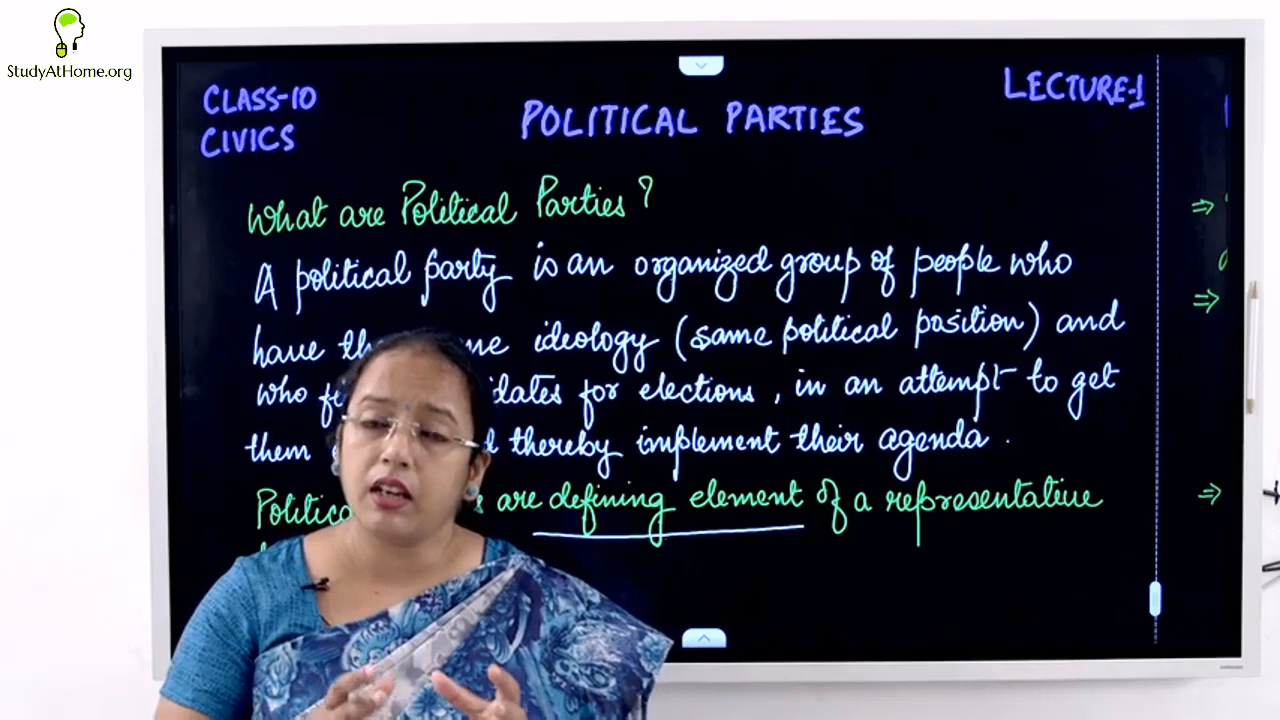 StudyAtHome.org
CLASS-10
CIVICS
POLITICAL PARTIES
LECTURE-1
What are Political Parties?
A political party is an organized group of people who
have ideology (same political position) and
who for elections, in an attempt to get
them thereby implement their agenda.
are defining element of a representative